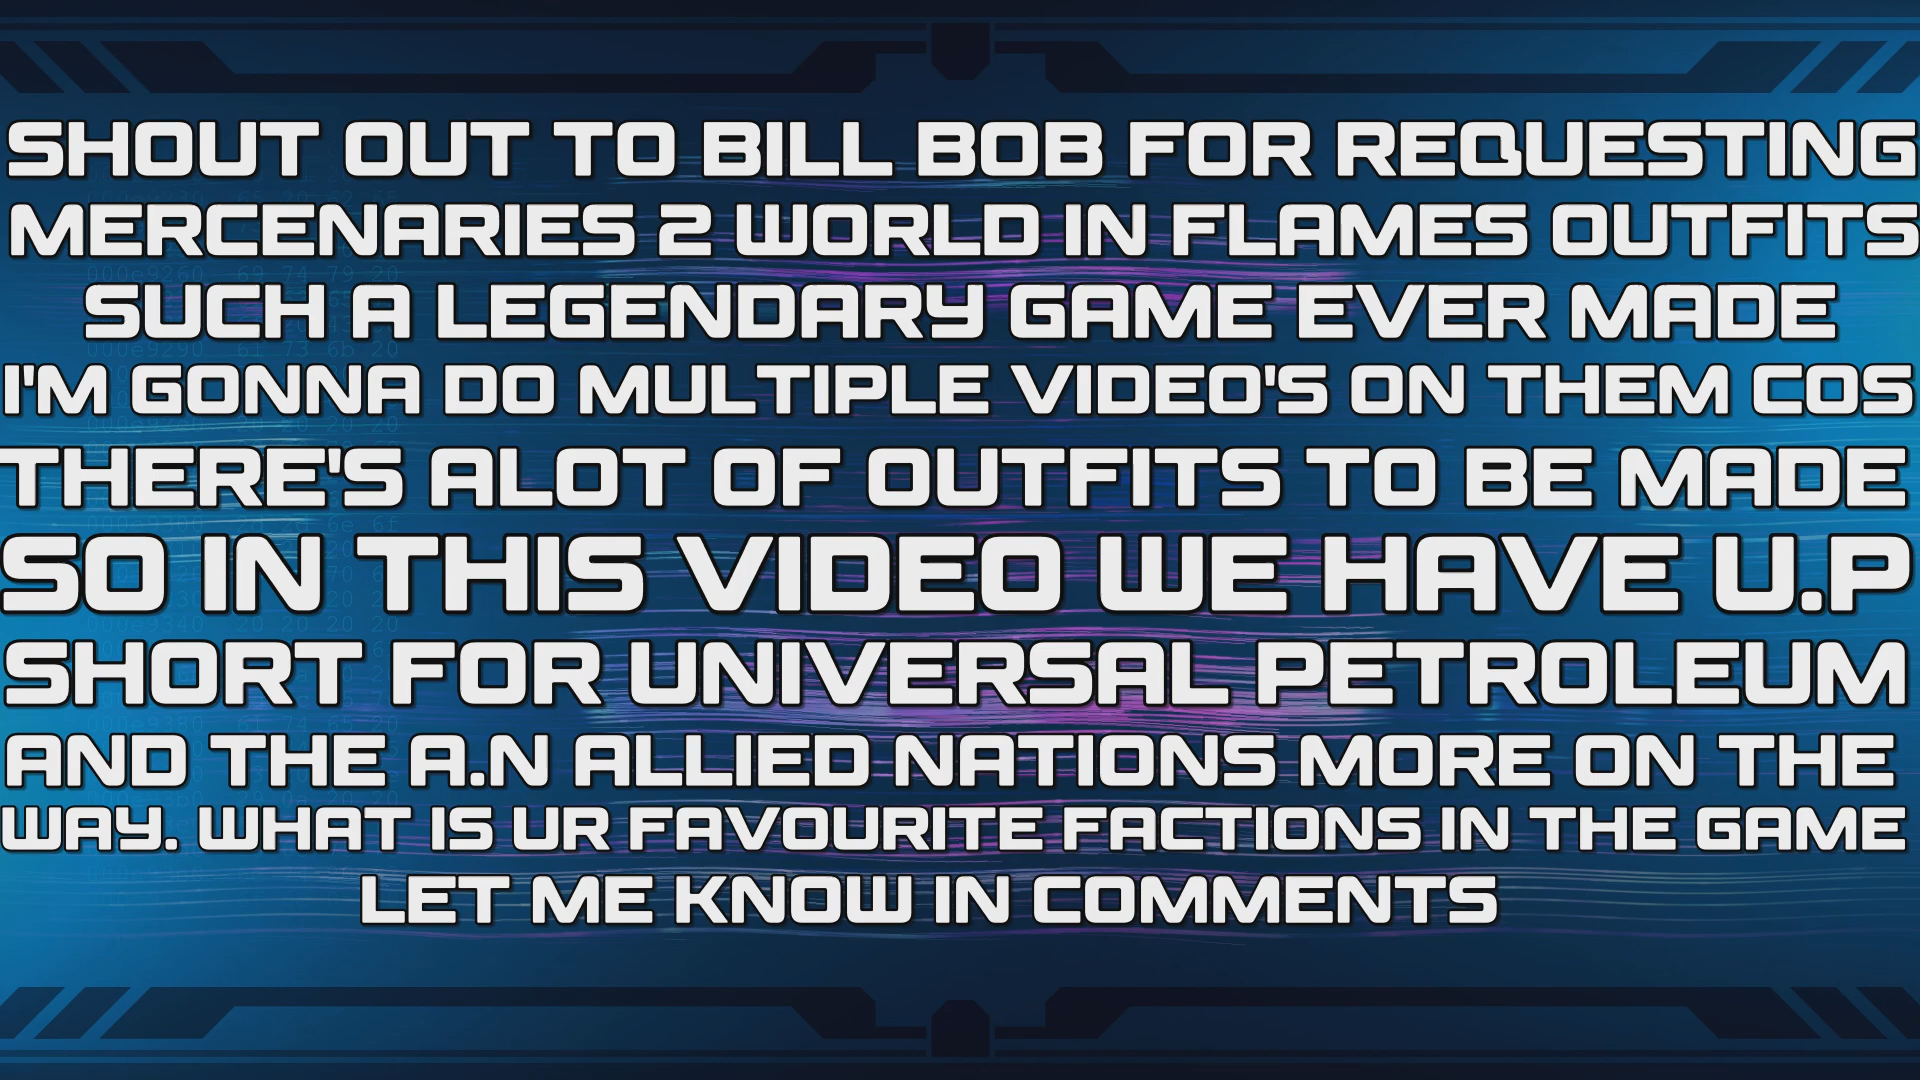 SHOUT OUT TO BILL BOB FOR REQUESTING
MERCENARIES 2 WORLD IN FLAMES OUTFITS
SUCH A LEGENDARY GAME EVER MADE
I'M GONNA DO MULTIPLE VIDEO'S ON THEM COS
THERE'S ALOT OF OUTFITS TO BE MADE
SO IN THIS VIDEO WE HAVE U.P
SHORT FOR UNIVERSAL PETROLEUM
AND THE A.N ALLIED NATIONS MORE ON THE
WAY. WHAT IS UR FAVOURITE FACTIONS IN THE GAME
LET ME KNOW IN COMMENTS